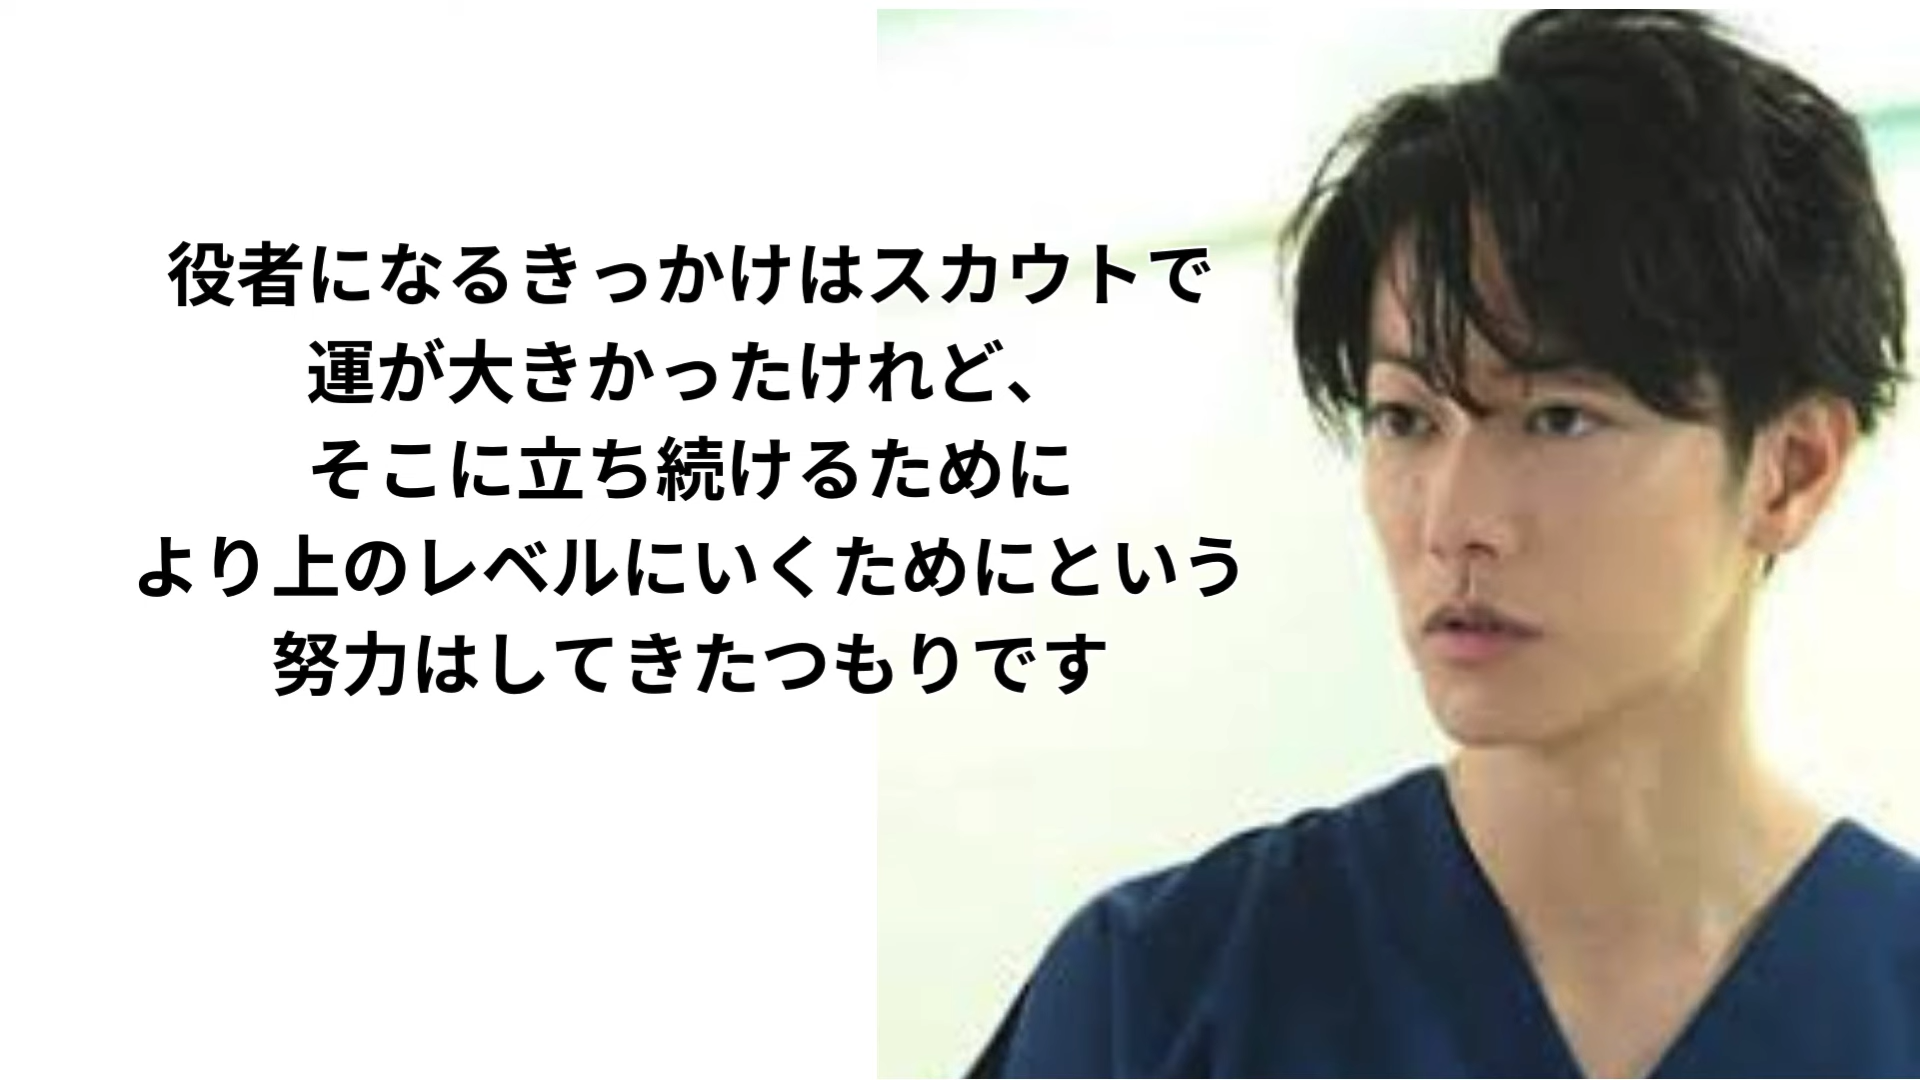 役者になるきっかけはスカウトで
運が大きかったけれど、
そこに立ち続けるために
より上のレベルにいくためにという
努力はしてきたつもりです